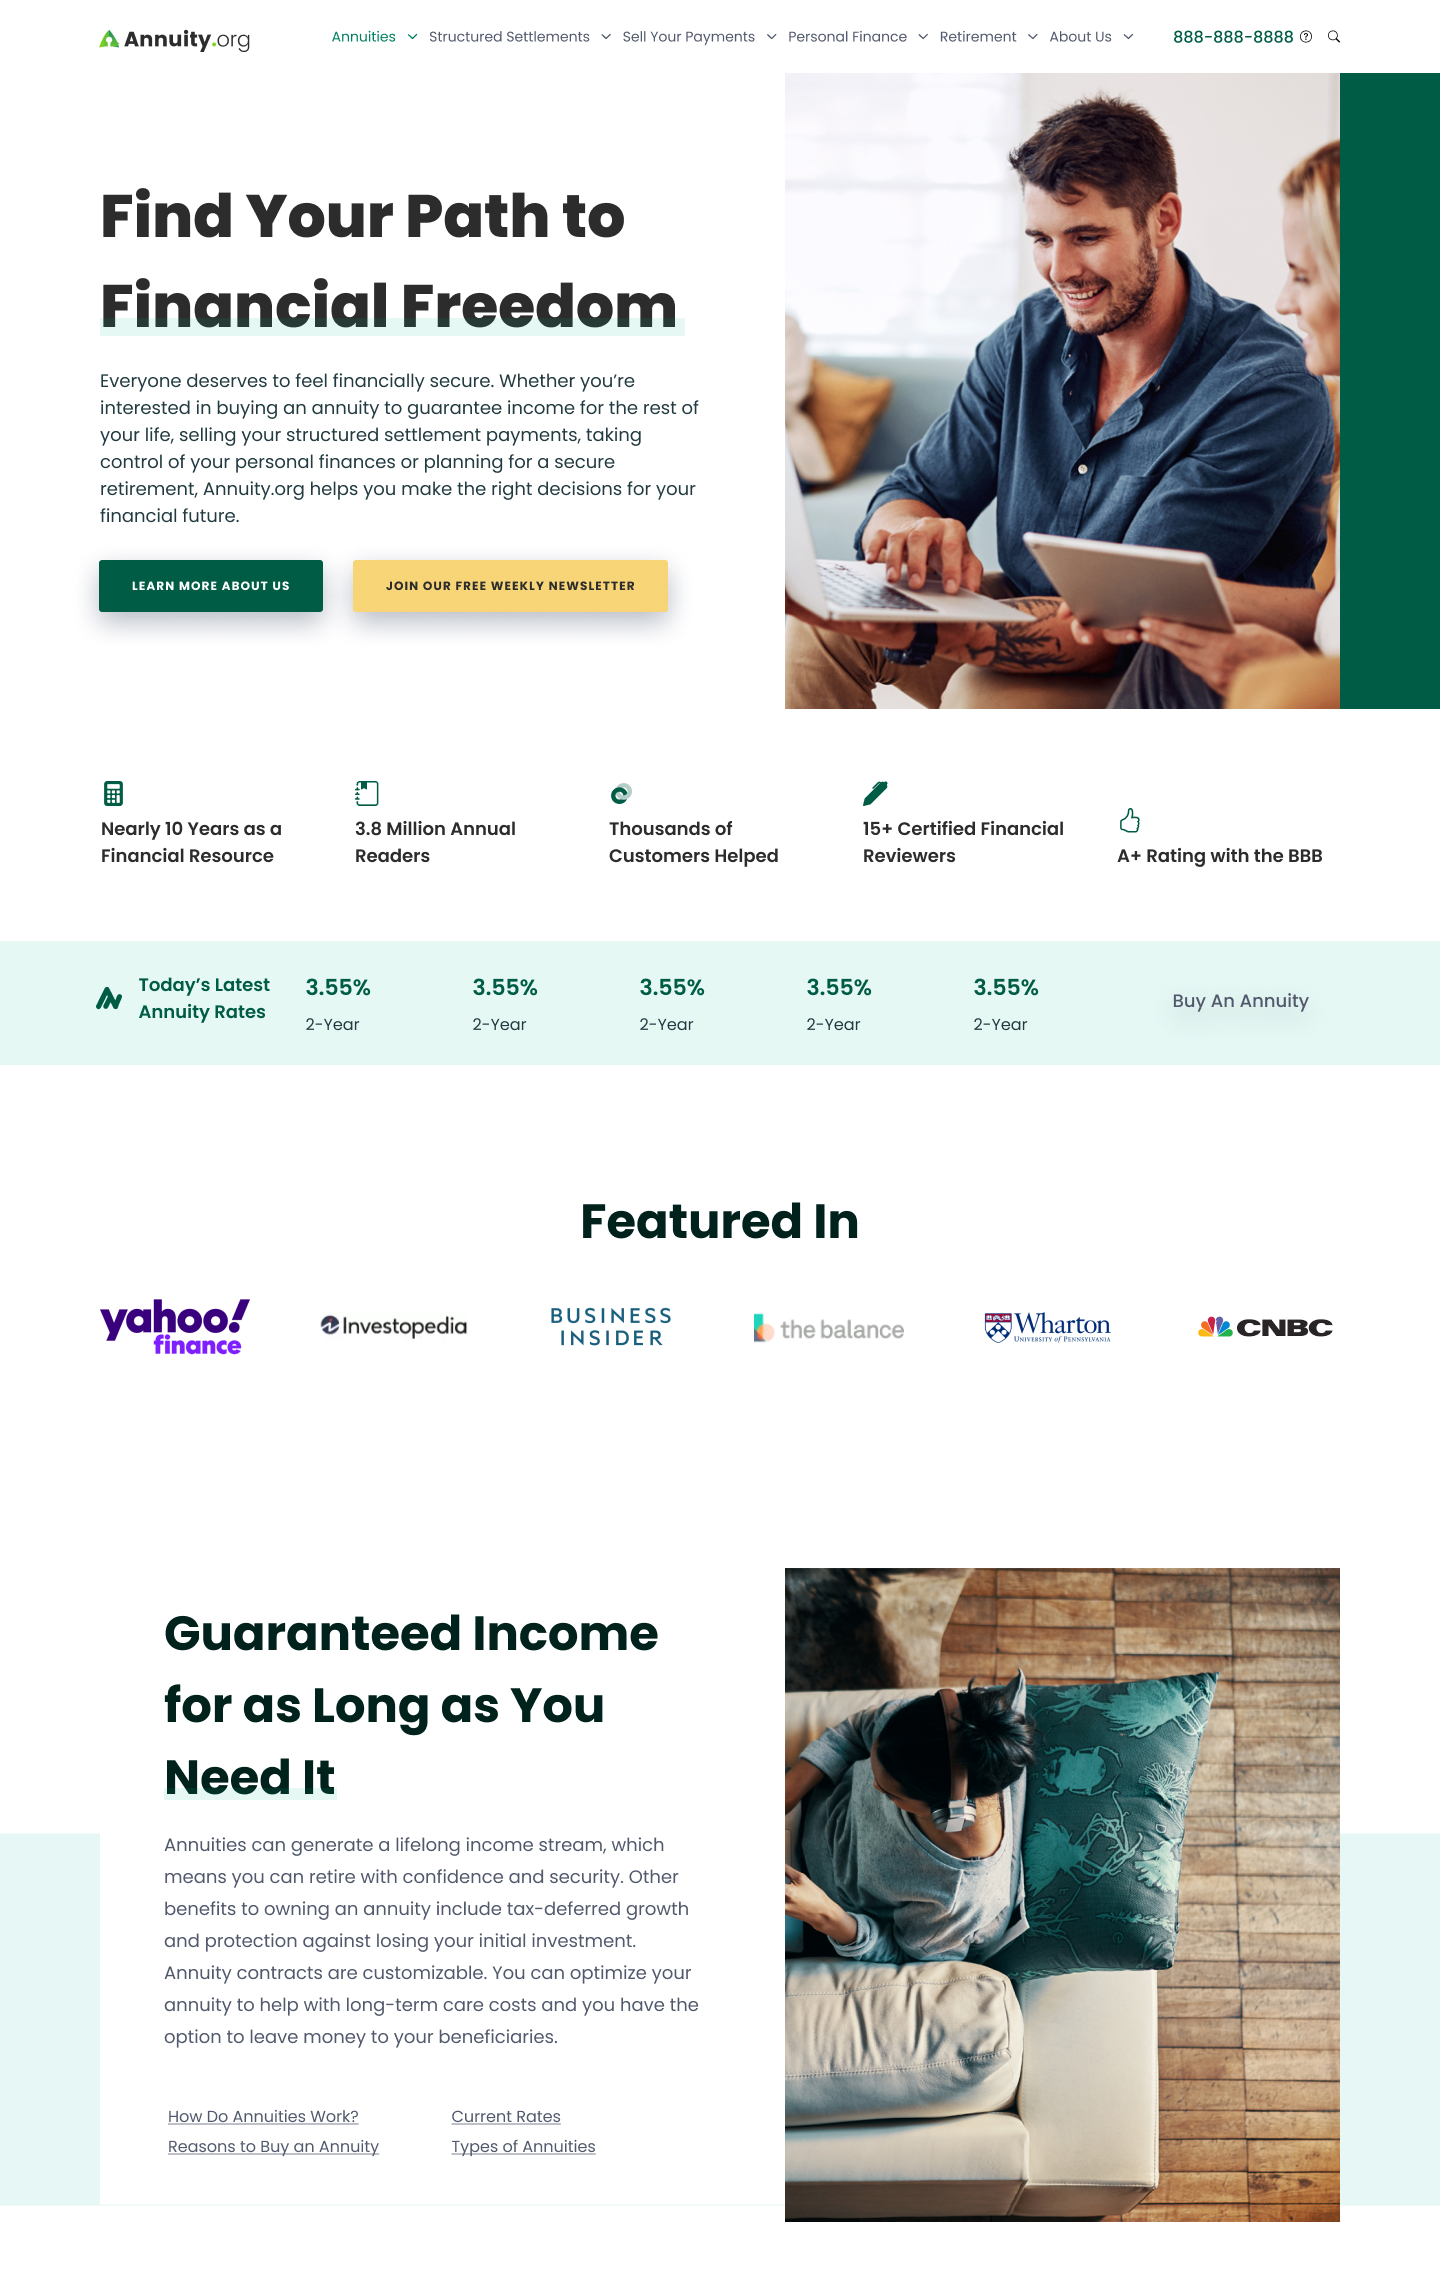 Annuity.org
Annuities
Structured Settlements
Sell Your Payments
Personal Finance
Retirement
About Us
888-888-8888
Find Your Path to
Financial Freedom
Everyone deserves to feel financially secure. Whether you’re
interested in buying an annuity to guarantee income for the rest of
your life, selling your structured settlement payments, taking
control of your personal finances or planning for a secure
retirement, Annuity.org helps you make the right decisions for your
financial future.
LEARN MORE ABOUT US
JOIN OUR FREE WEEKLY NEWSLETTER
Nearly 10 Years as a
Financial Resource
3.8 Million Annual
Readers
Thousands of
Customers Helped
15+ Certified Financial
Reviewers
A+ Rating with the BBB
Today’s Latest
Annuity Rates
3.55%
2-Year
3.55%
2-Year
3.55%
2-Year
3.55%
2-Year
3.55%
2-Year
Buy An Annuity
Featured In
yahoo!
finance
Investopedia
BUSINESS
INSIDER
the balance
Wharton
UNIVERSITY of PENNSYLVANIA
CNBC
Guaranteed Income
for as Long as You
Need It
Annuities can generate a lifelong income stream, which
means you can retire with confidence and security. Other
benefits to owning an annuity include tax-deferred growth
and protection against losing your initial investment.
Annuity contracts are customizable. You can optimize your
annuity to help with long-term care costs and you have the
option to leave money to your beneficiaries.
How Do Annuities Work?
Reasons to Buy an Annuity
Current Rates
Types of Annuities